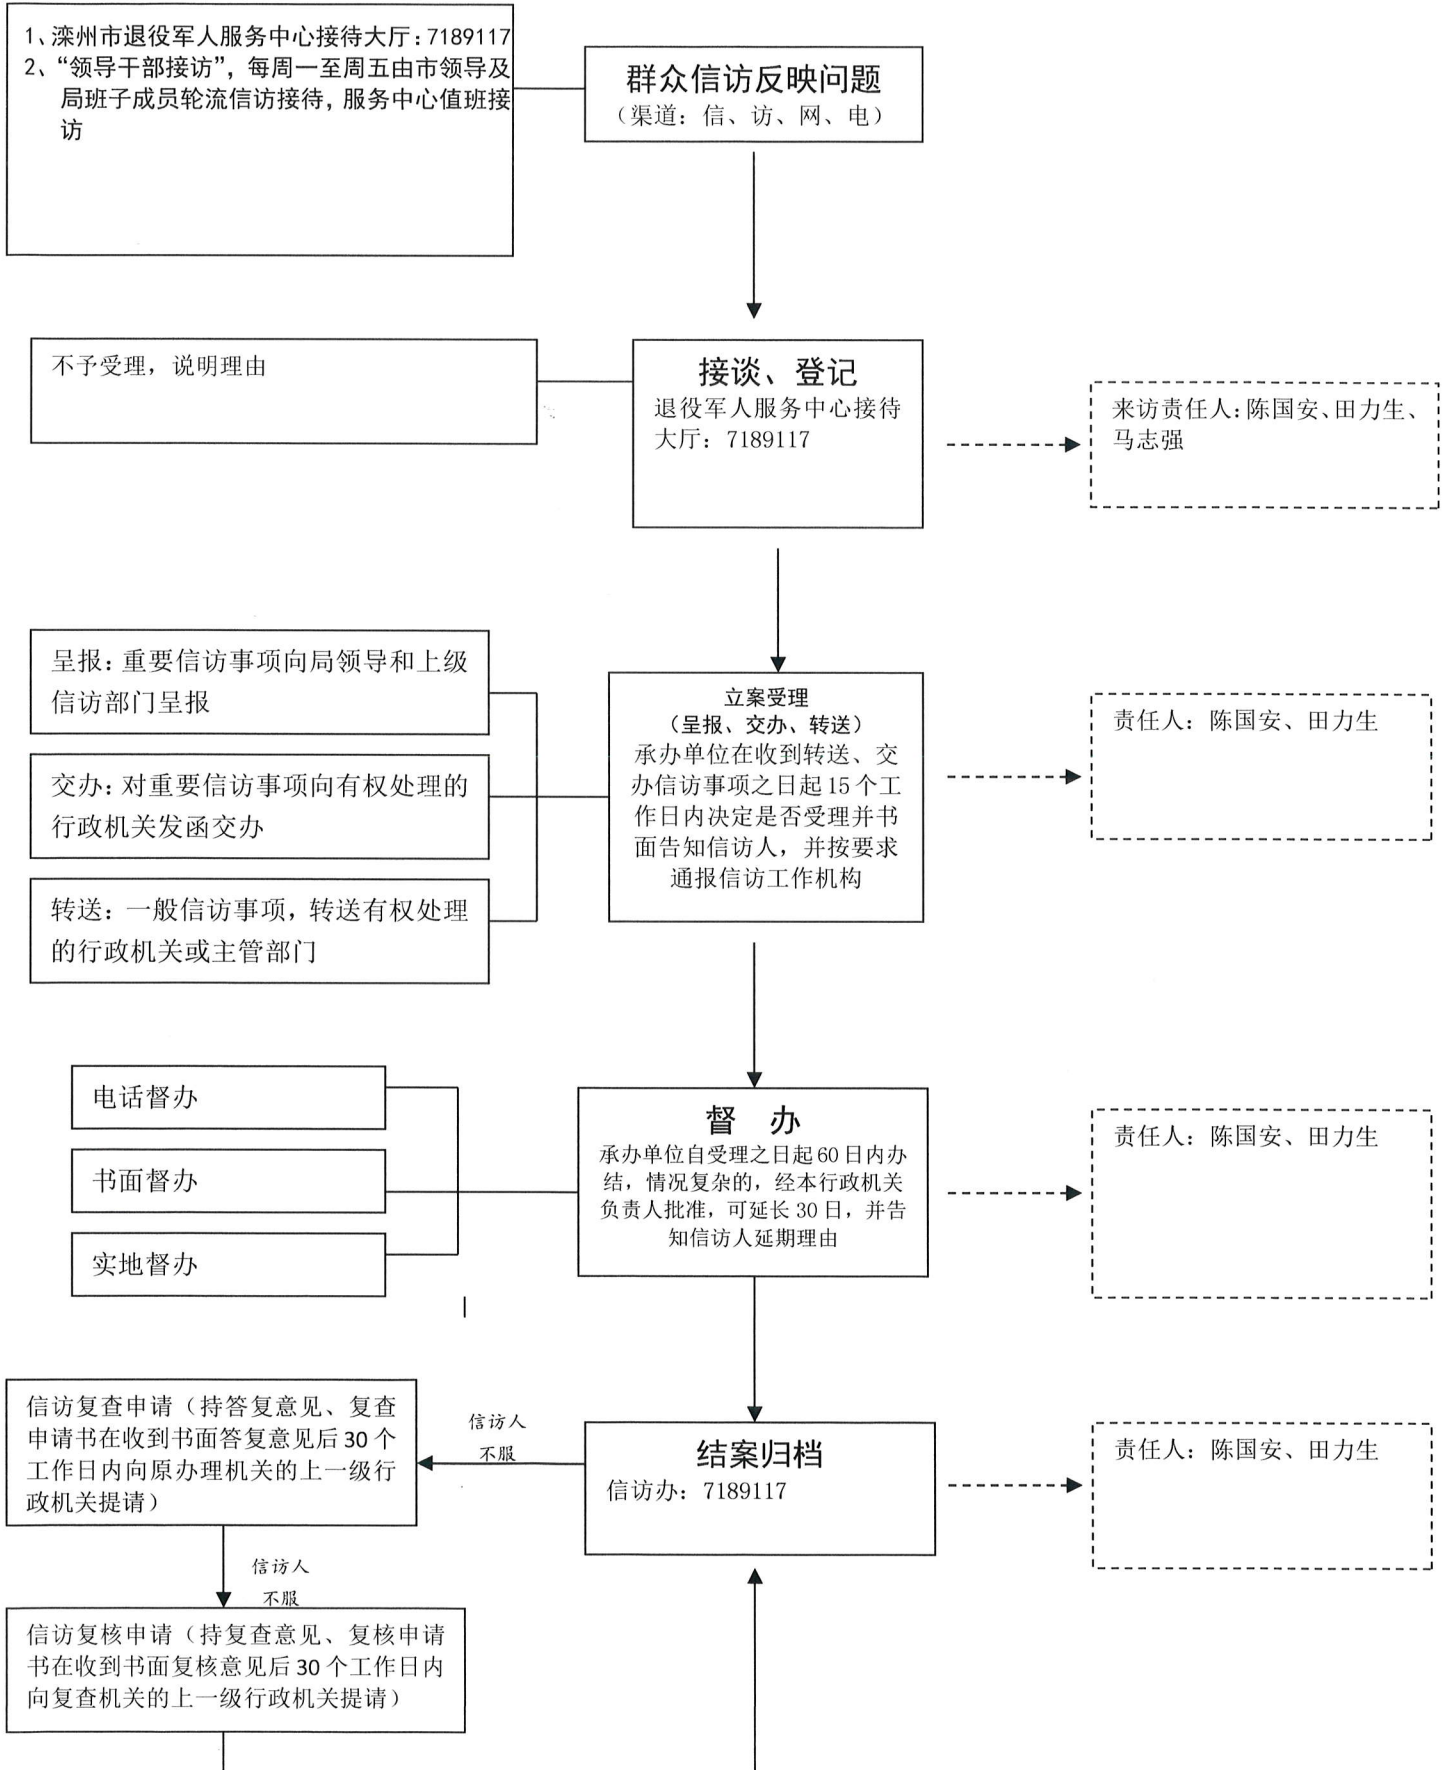 1、滦州市退役军人服务中心接待大厅：7189117
2、“领导干部接访”，每周一至周五由市领导及
局班子成员轮流信访接待，服务中心值班接
访
群众信访反映问题
（渠道：信、访、网、电）
不予受理，说明理由
接谈、登记
退役军人服务中心接待
大厅：7189117
来访责任人：陈国安、田力生、
马志强
呈报：重要信访事项向局领导和上级
信访部门呈报
交办：对重要信访事项向有权处理的
行政机关发函交办
转送：一般信访事项，转送有权处理
的行政机关或主管部门
立案受理
（呈报、交办、转送）
承办单位在收到转送、交
办信访事项之日起15个工
作日内决定是否受理并书
面告知信访人，并按要求
通报信访工作机构
责任人：陈国安、田力生
电话督办
书面督办
实地督办
督 办
承办单位自受理之日起60日内办
结，情况复杂的，经本行政机关
负责人批准，可延长30日，并告
知信访人延期理由
责任人：陈国安、田力生
信访复查申请（持答复意见、复查
申请书在收到书面答复意见后30个
工作日内向原办理机关的上一级行
政机关提请）
信访人
不服
结案归档
信访办：7189117
责任人：陈国安、田力生
信访人
不服
信访复核申请（持复查意见、复核申请
书在收到书面复核意见后30个工作日内
向复查机关的上一级行政机关提请）